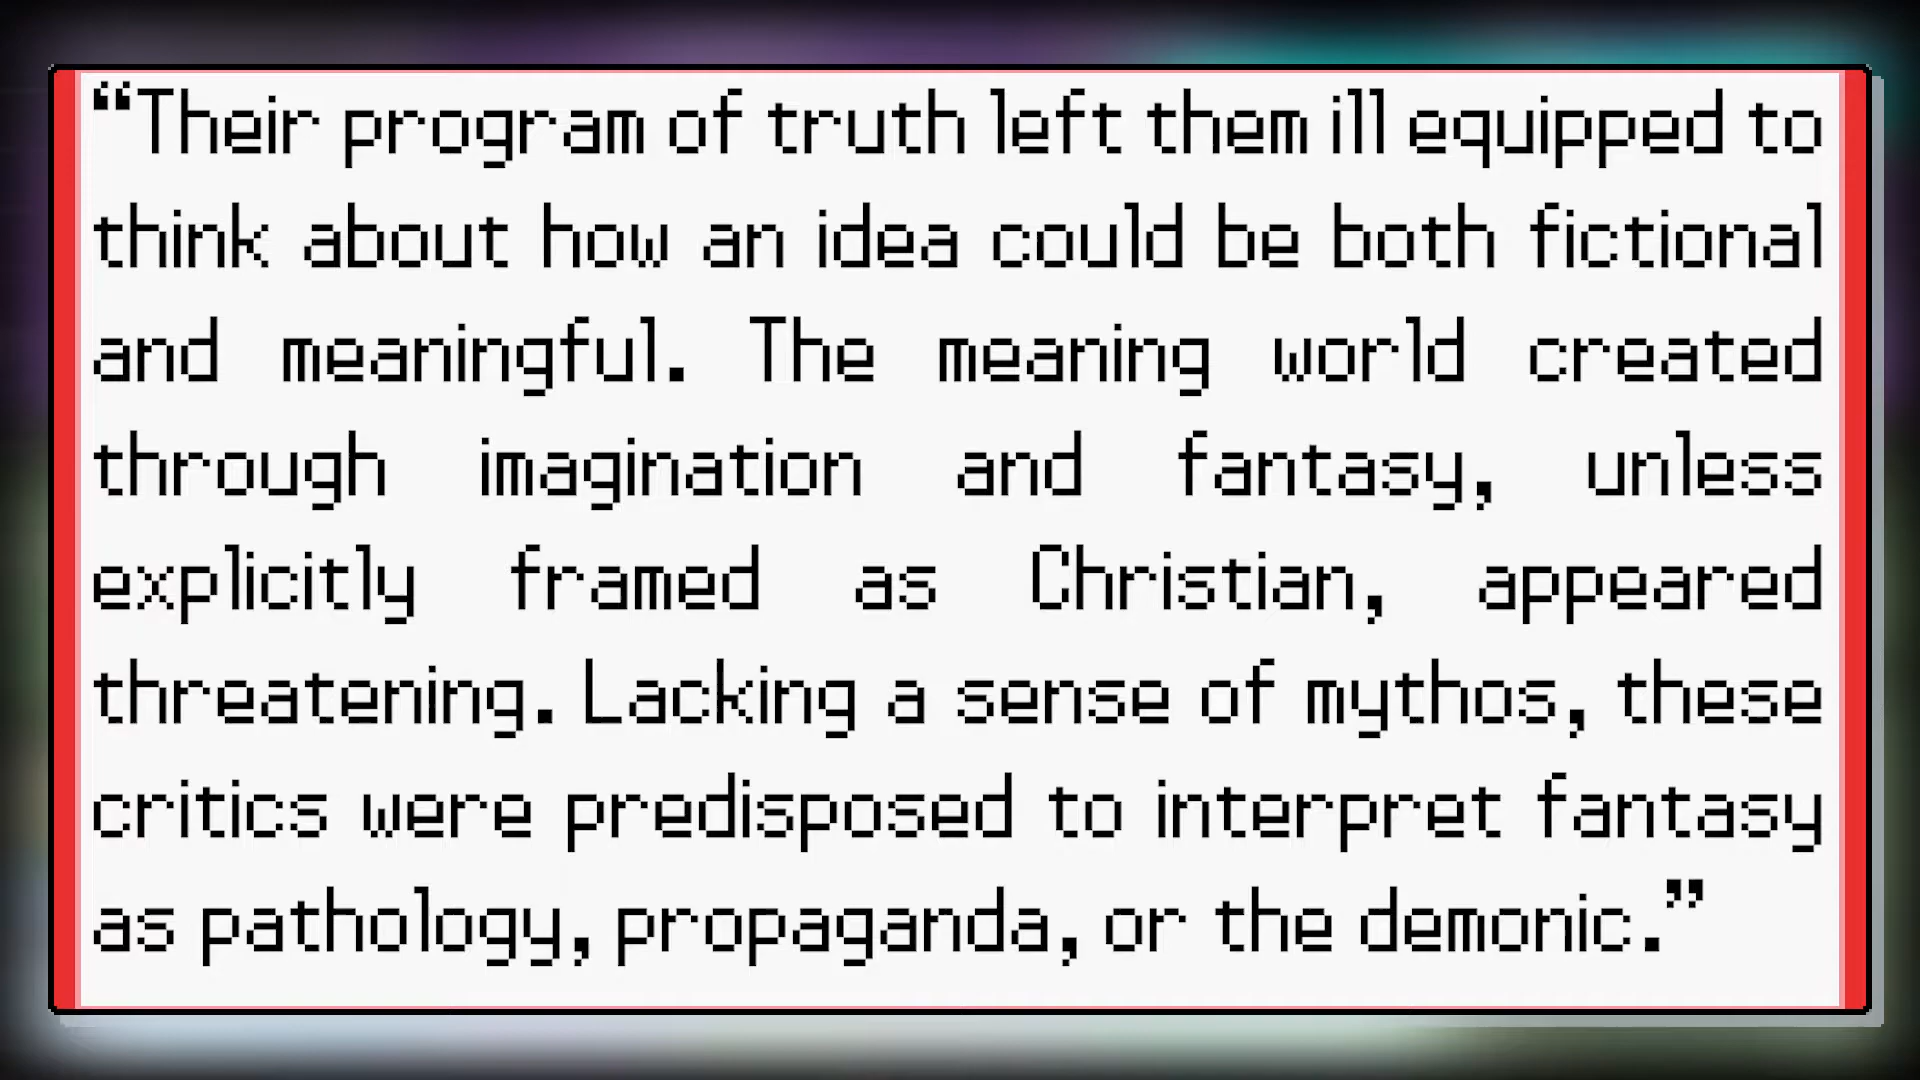 “Their program of truth left them ill equipped to
think about how an idea could be both fictional
and meaningful. The meaning world created
through imagination and fantasy, unless
explicitly framed as Christian, appeared
threatening. Lacking a sense of mythos, these
critics were predisposed to interpret fantasy
as pathology, propaganda, or the demonic.”